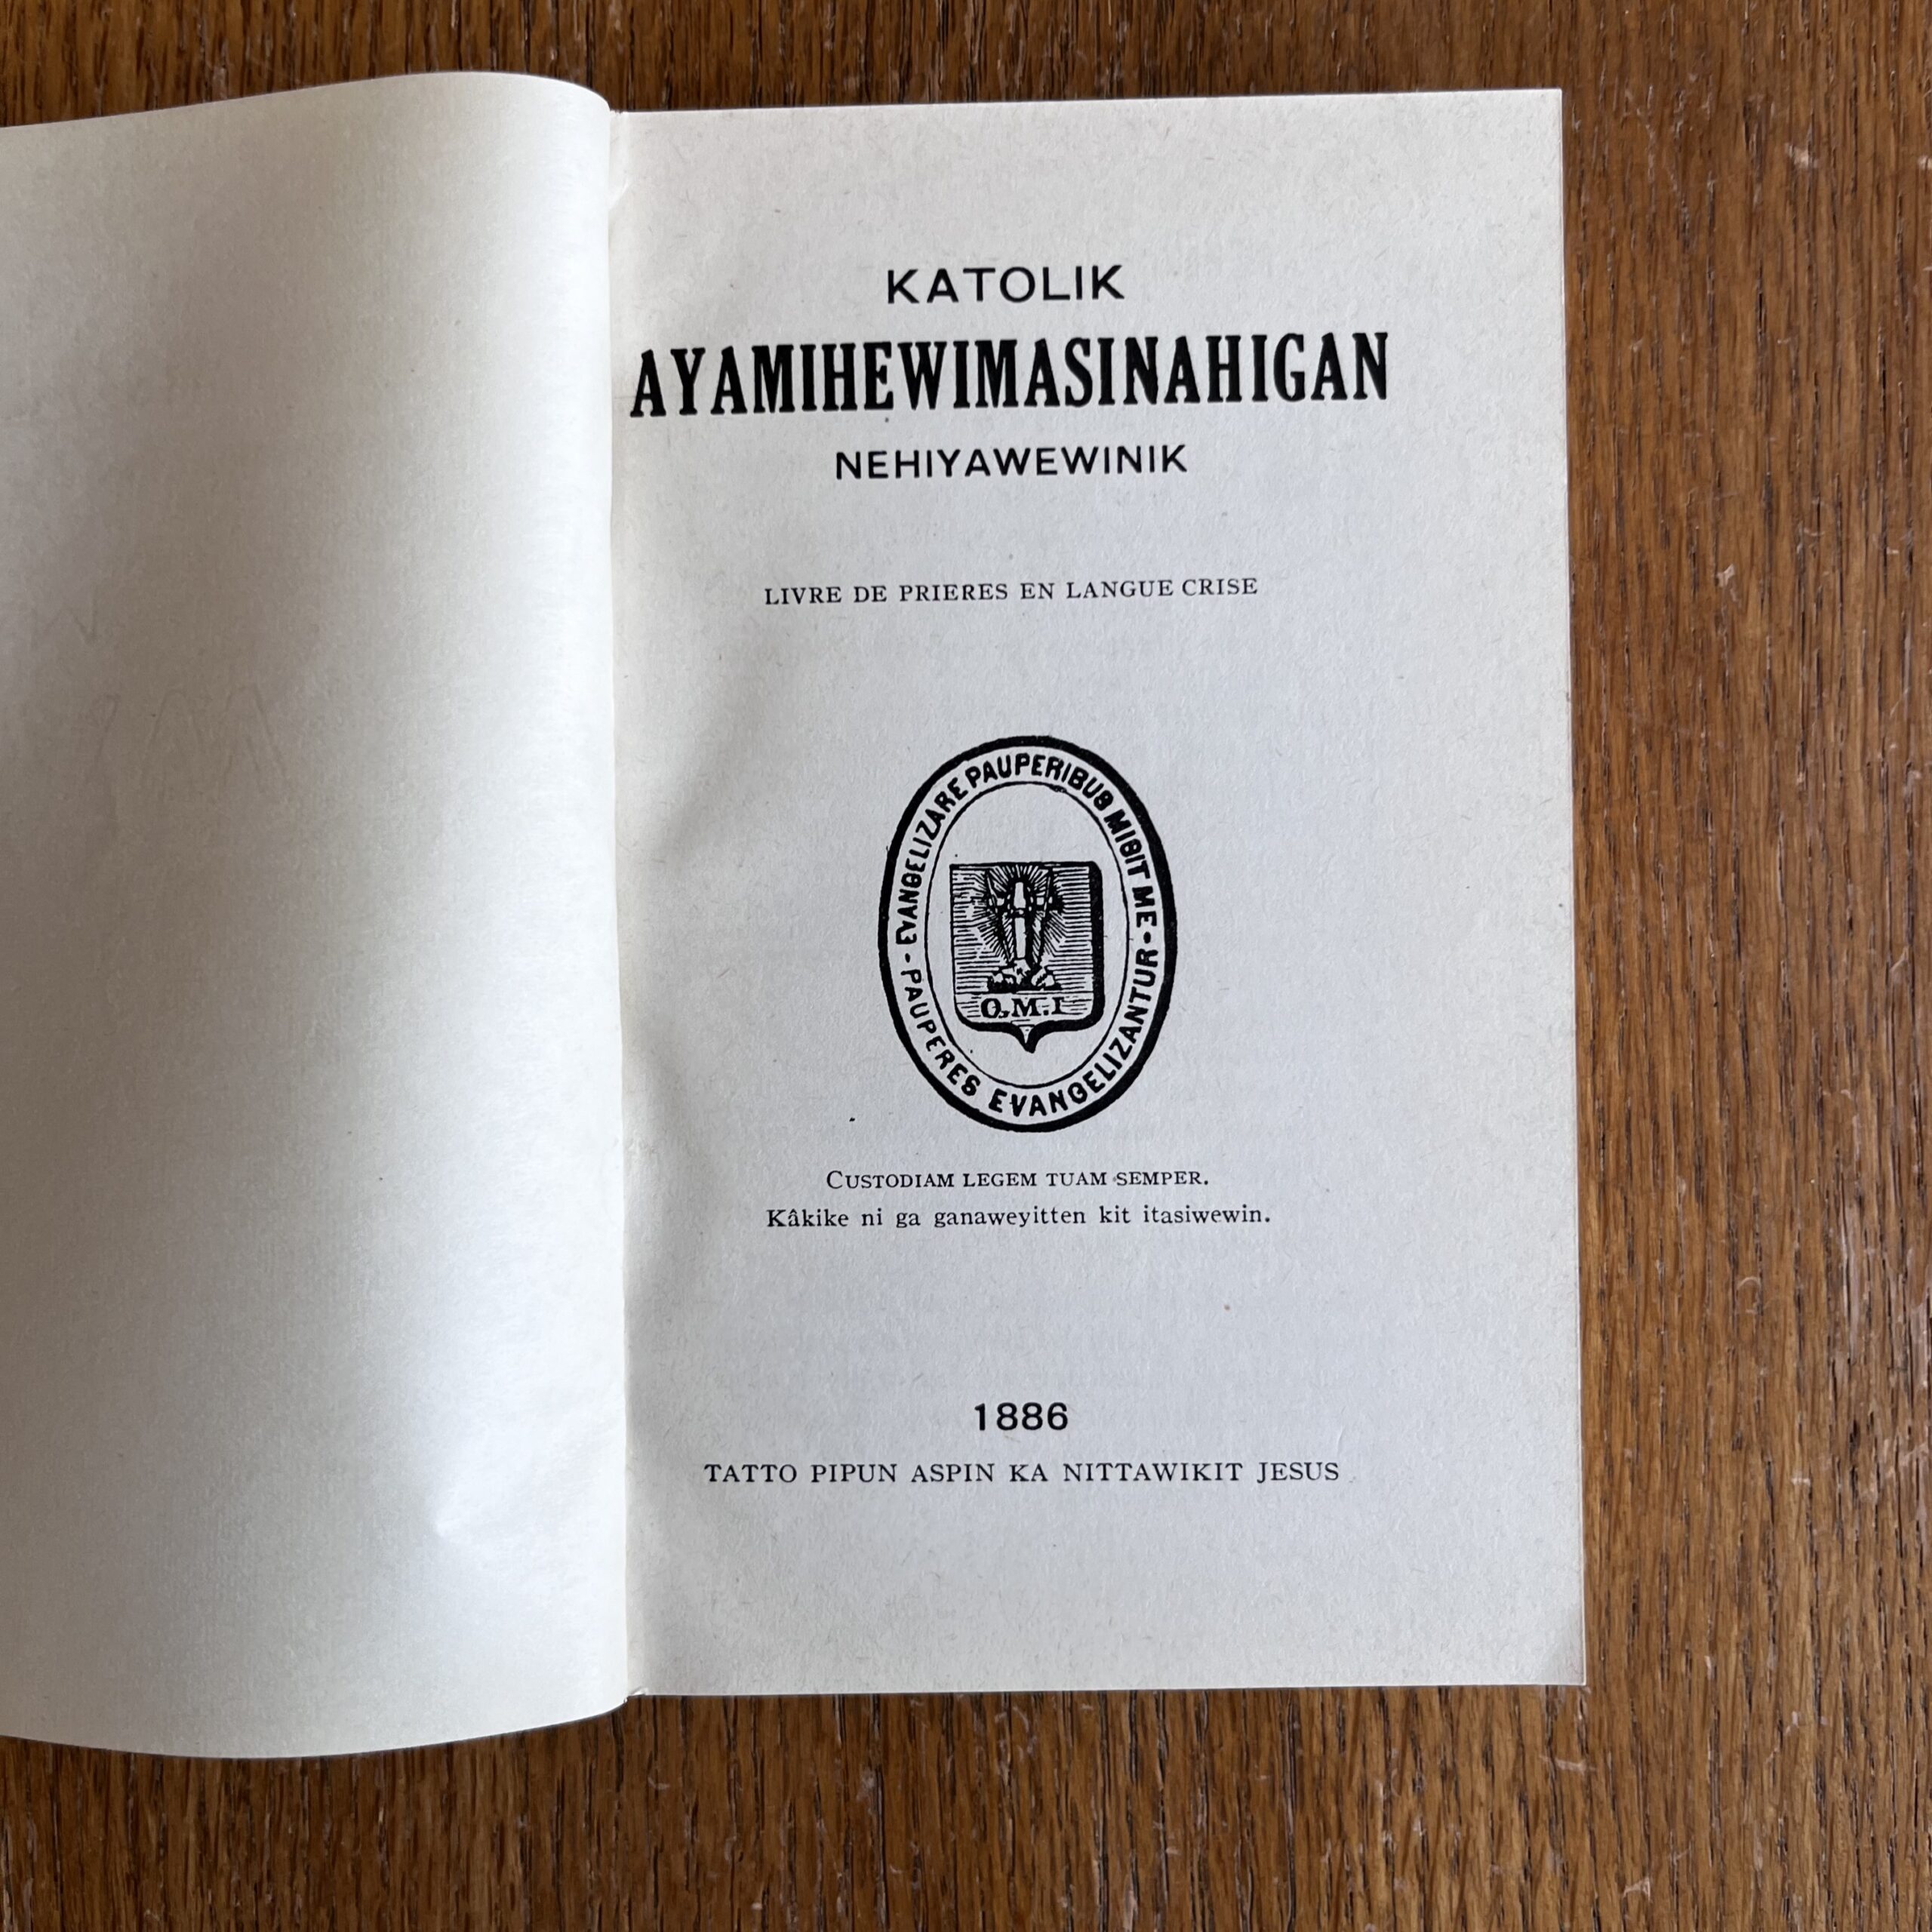 KATOLIK
AYAMIHEWIMASINAHIGAN
NEHIYAWEWINIK
LIVRE DE PRIERES EN LANGUE CRISE
EVANGELIZARE PAUPERIBUS MISIT ME • PAUPERES EVANGELIZANTUR -
O.M.I
CUSTODIAM LEGEM TUAM SEMPER.
Kâkike ni ga ganaweyitten kit itasiwewin.
1886
TATTO PIPUN ASPIN KA NITTAWIKIT JESUS